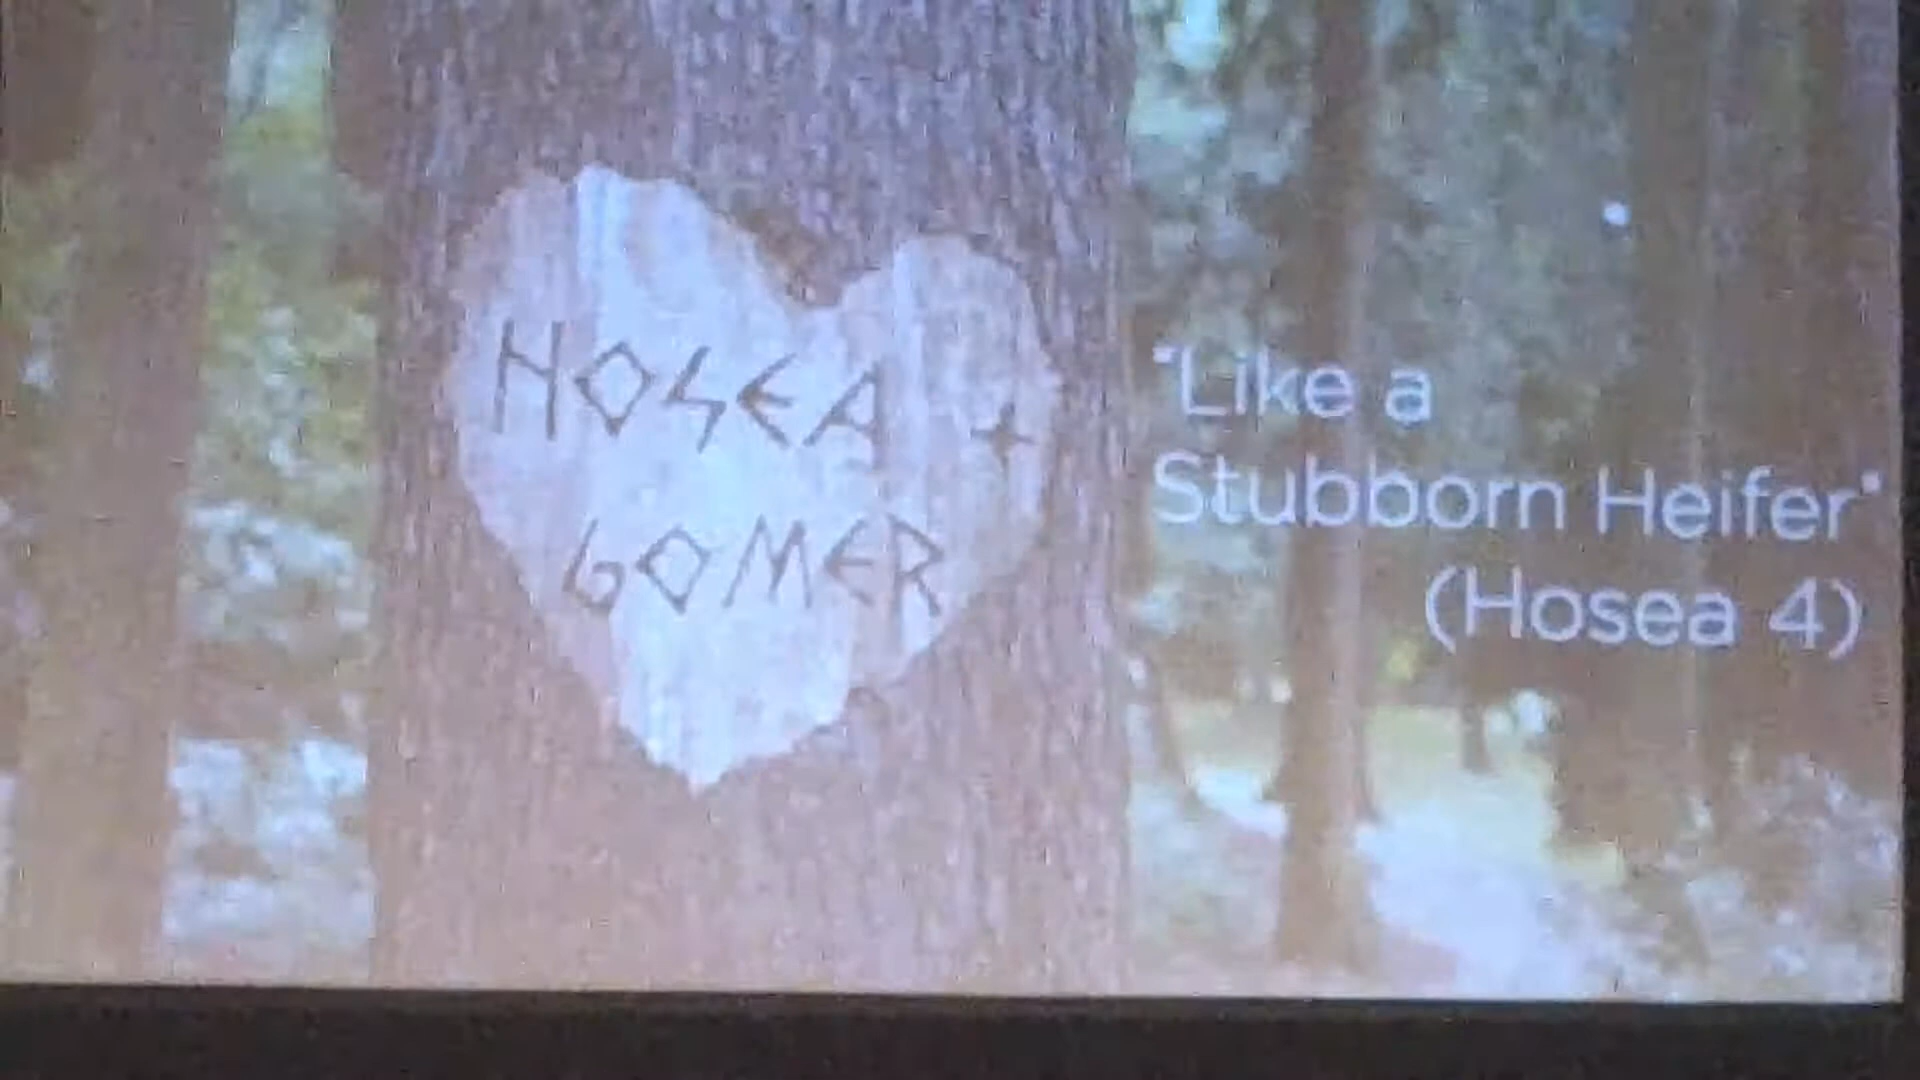 HOSEA +
GOMER
"Like a
Stubborn Heifer"
(Hosea 4)